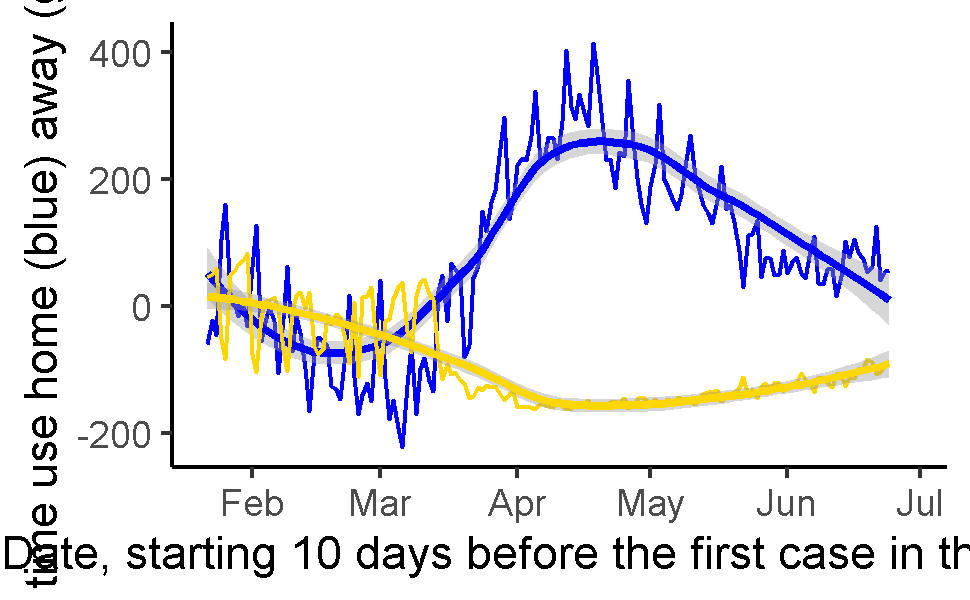 time use home (blue) away (
400
200
0
-200
Feb Mar Apr May Jun Jul
Date, starting 10 days before the first case in th